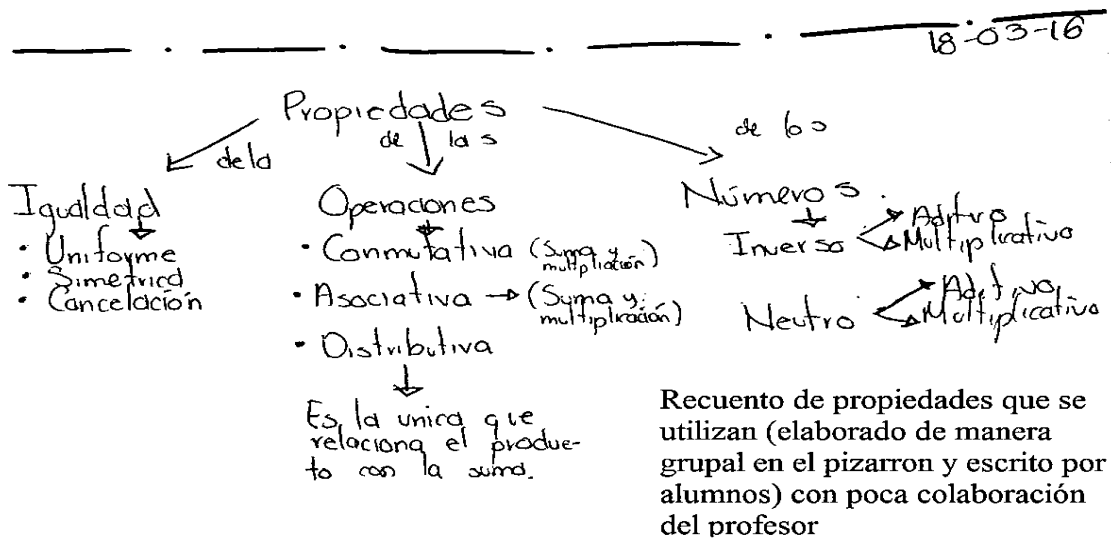 18-03-16
Propiedades
de la
de las
de los
Igualdad
• Uniforme
• Simetrica
• Cancelación
Operaciones
• Conmutativa (Suma y
multipliación)
• Asociativa → (Suma y
multiplicación)
• Distributiva
Es la unica que
relaciona el produc-
to con la suma.
Números.
Inverso
Aditivo
Multiplicativo
Neutro
Aditivo
Multiplicativo
Recuento de propiedades que se
utilizan (elaborado de manera
grupal en el pizarron y escrito por
alumnos) con poca colaboración
del profesor